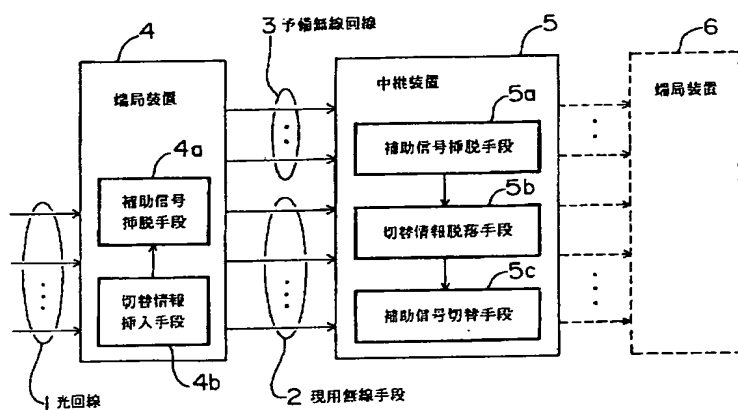 4
3 予備無線回線
5
6
端局装置
中継装置
端局装置
5a
補助信号挿脱手段
4a
補助信号
挿脱手段
5b
切替情報脱落手段
切替情報
挿入手段
5c
補助信号切替手段
4b
1 光回線
2 現用無線手段